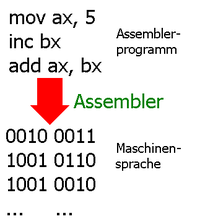 mov ax, 5
inc bx
add ax, bx
Assembler-
programm
Assembler
0010 0011
1001 0110
1001 0010
... ...
Maschinen-
sprache